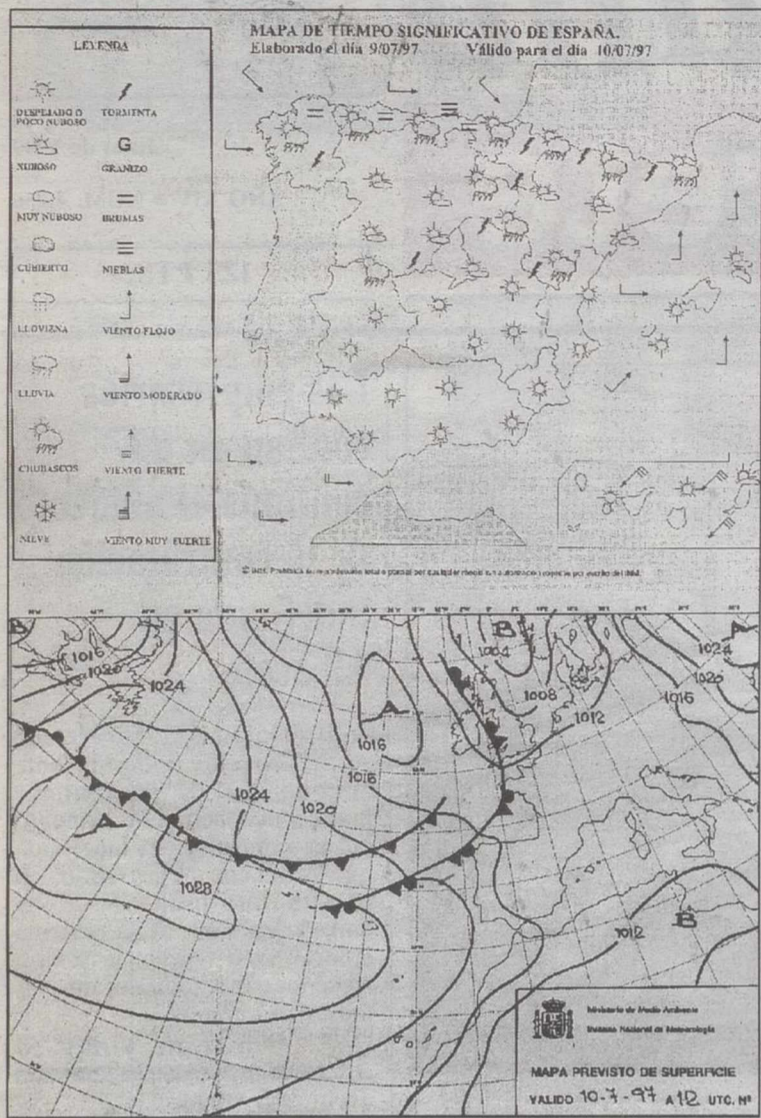 MAPA DE TIEMPO SIGNIFICATIVO DE ESPAÑA.
Elaborado el día 9/07/97 Válido para el día 10/07/97
LEYENDA
DESPEJADO O POCO NUBOSO
TORMENTA
NUBOSO
G
GRANIZO
MUY NUBOSO
BRUMAS
CUBIERTO
NIEBLAS
LLOVIZNA
VIENTO FLOJO
LLUVIA
VIENTO MODERADO
CHUBASCOS
VIENTO FUERTE
NIEVE
VIENTO MUY FUERTE
B
1016
1020
1024
A
1016
B
1004
1008
1012
A
1024
1020
1016
1024
1020
1016
A
1028
1012
B
Ministerio de Medio Ambiente
Instituto Nacional de Meteorología
MAPA PREVISTO DE SUPERFICIE
VALIDO 10-7-97 A 12 UTC. Nº